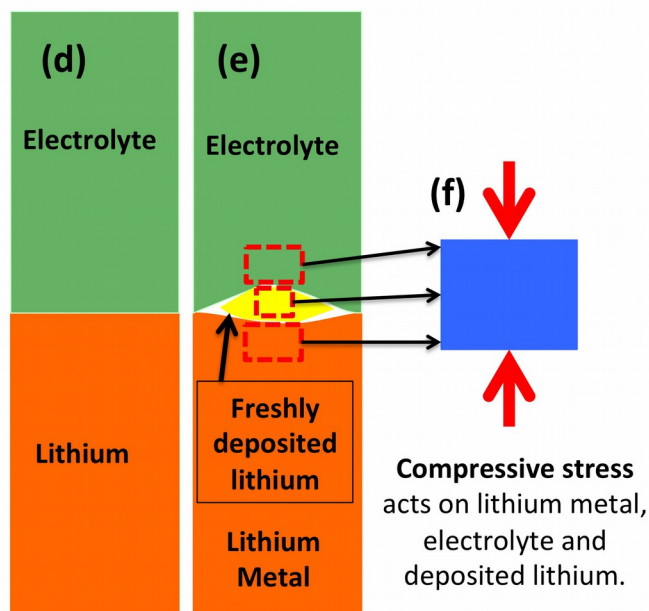 (d)
Electrolyte
Lithium
(e)
Electrolyte
Freshly
deposited
lithium
Lithium
Metal
(f)
Compressive stress
acts on lithium metal,
electrolyte and
deposited lithium.